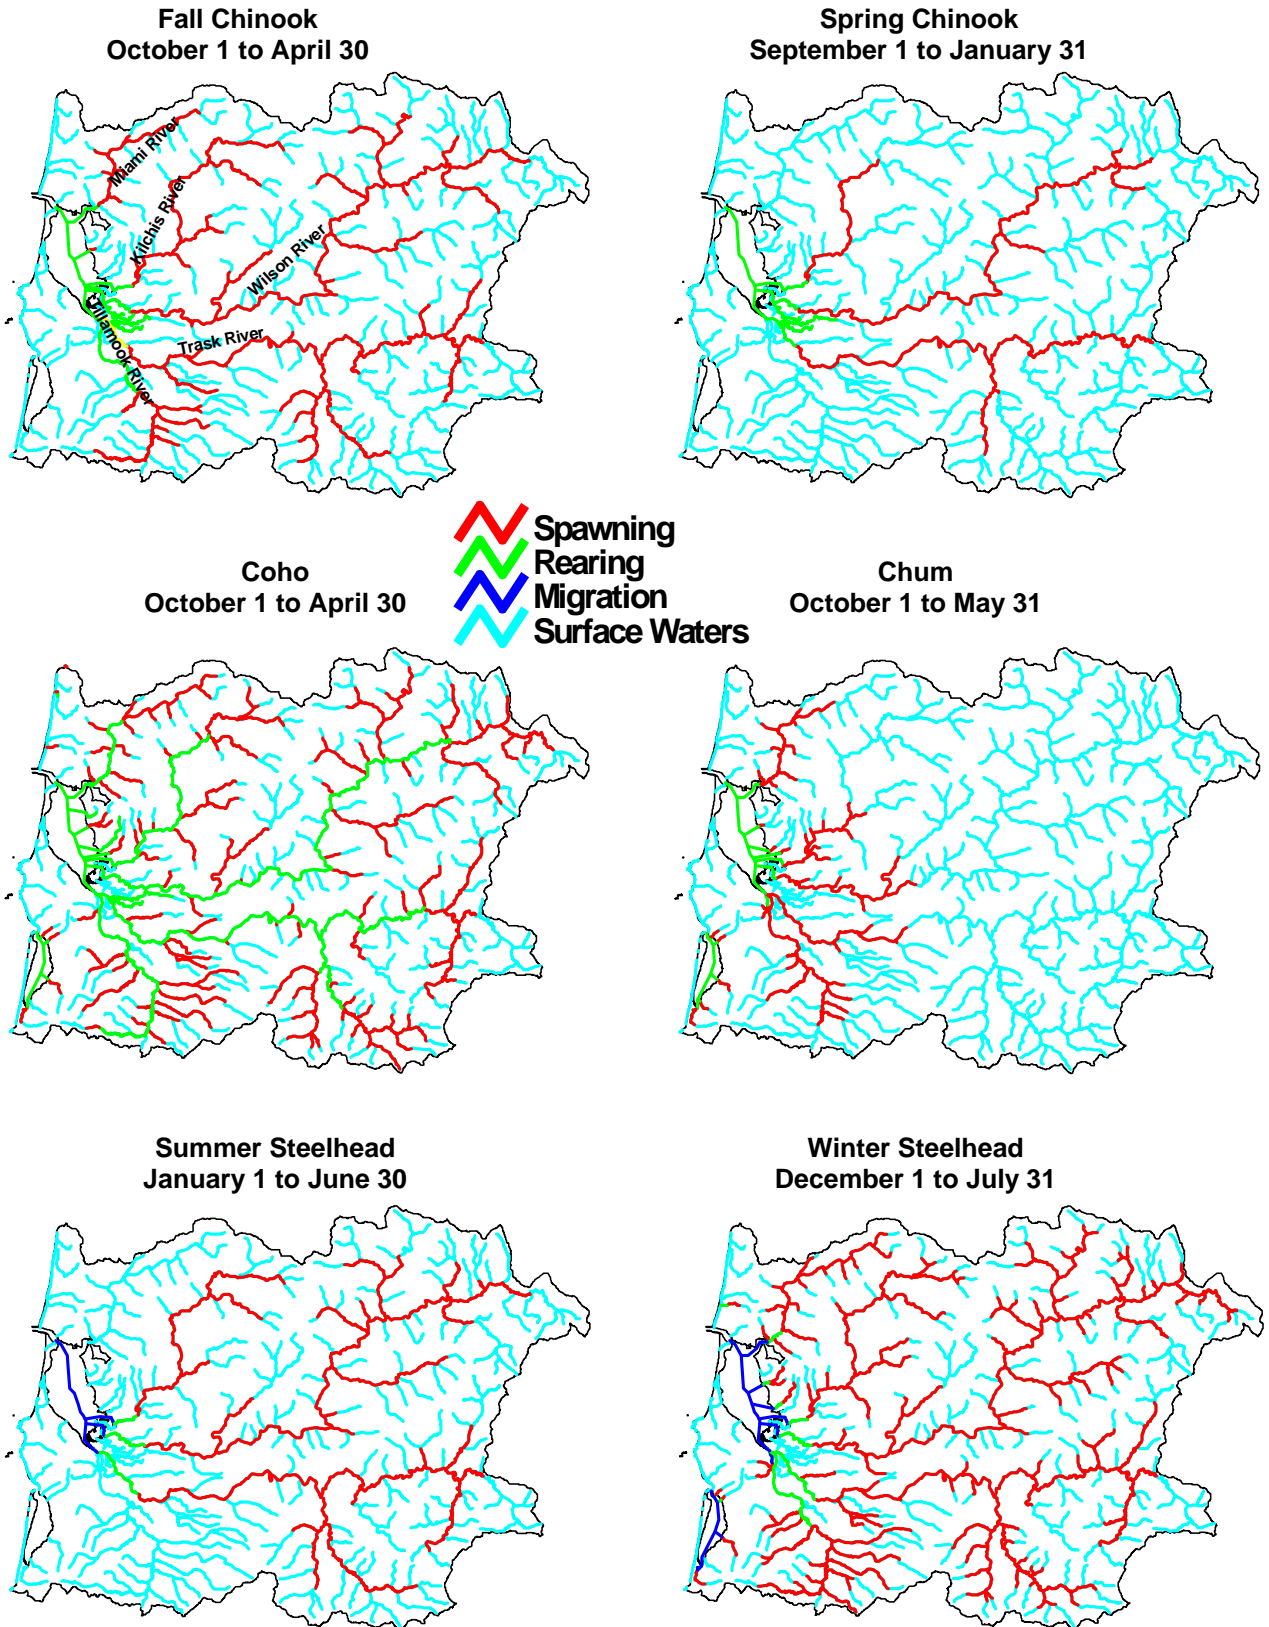 Fall Chinook
October 1 to April 30
Spring Chinook
September 1 to January 31
Miami River
Kilchis River
Wilson River
Trask River
Tillamook River
Spawning
Rearing
Migration
Surface Waters
Coho
October 1 to April 30
Chum
October 1 to May 31
Summer Steelhead
January 1 to June 30
Winter Steelhead
December 1 to July 31